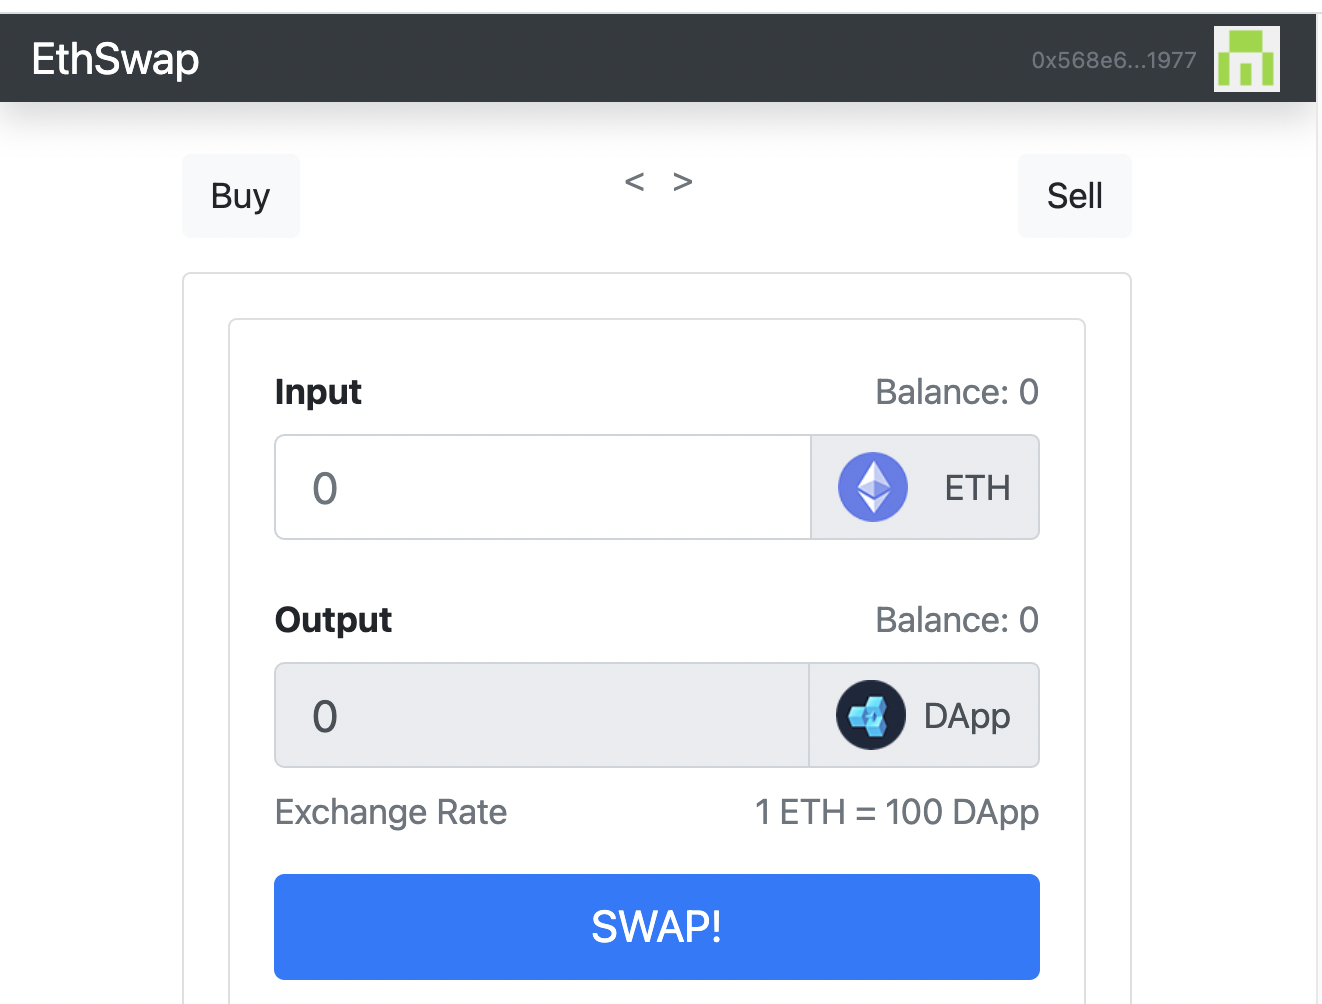 EthSwap 0x568e6...1977
Buy < > Sell
Input Balance: 0
0 ETH
Output Balance: 0
0 DApp
Exchange Rate 1 ETH = 100 DApp
SWAP!